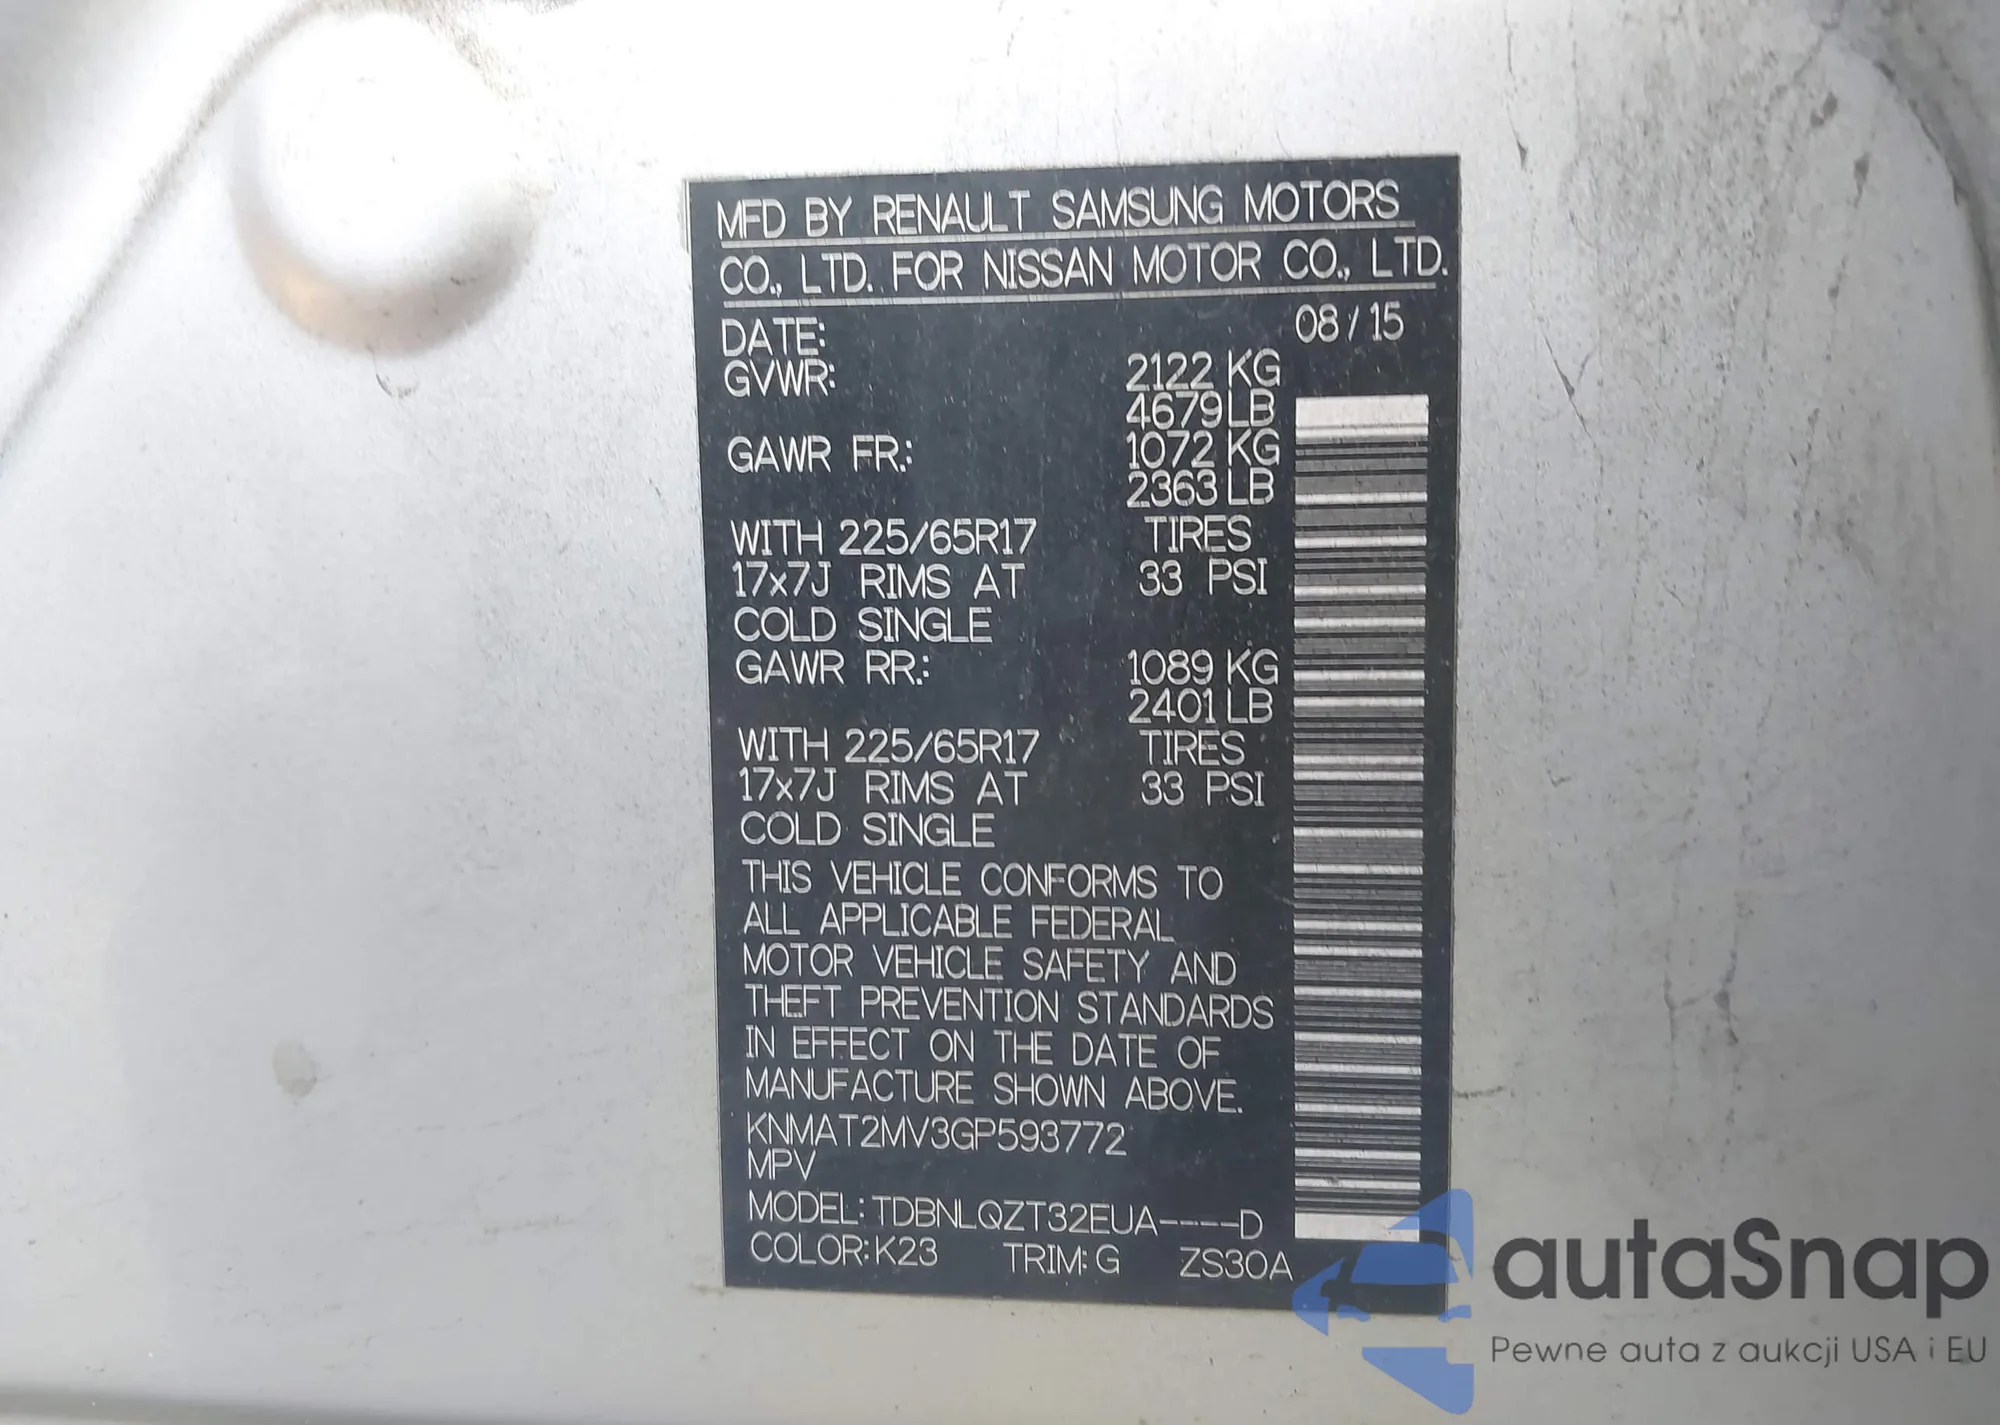 MFD BY RENAULT SAMSUNG MOTORS
CO., LTD. FOR NISSAN MOTOR CO., LTD.
DATE: 08 / 15
GVWR: 2122 KG
4679 LB
GAWR FR.: 1072 KG
2363 LB
WITH 225/65R17 TIRES
17x7J RIMS AT 33 PSI
COLD SINGLE
GAWR RR.: 1089 KG
2401 LB
WITH 225/65R17 TIRES
17x7J RIMS AT 33 PSI
COLD SINGLE
THIS VEHICLE CONFORMS TO
ALL APPLICABLE FEDERAL
MOTOR VEHICLE SAFETY AND
THEFT PREVENTION STANDARDS
IN EFFECT ON THE DATE OF
MANUFACTURE SHOWN ABOVE.
KNMAT2MV3GP593772
MPV
MODEL: TDBNLQZT32EUA----D
COLOR: K23 TRIM: G ZS30A
autaSnap
Pewne auta z aukcji USA i EU